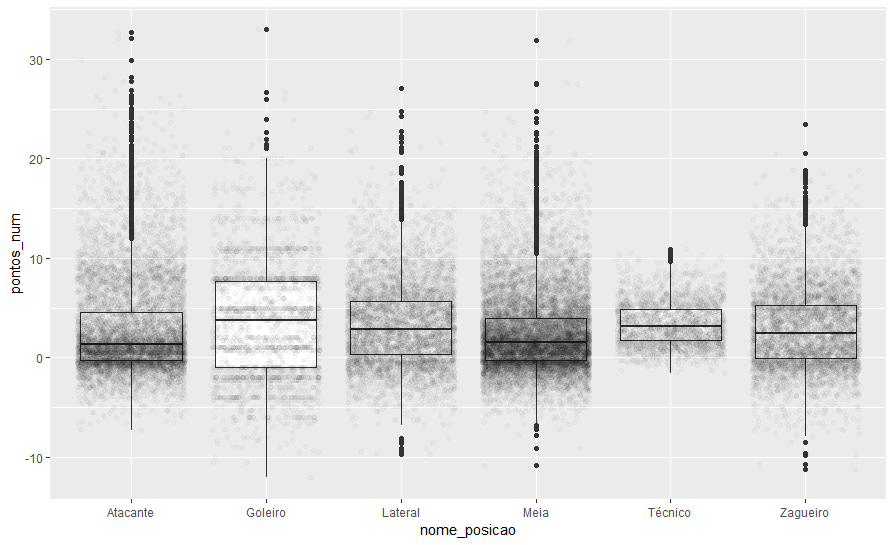 pontos_num
30
20
10
0
-10
Atacante Goleiro Lateral Meia Técnico Zagueiro
nome_posicao